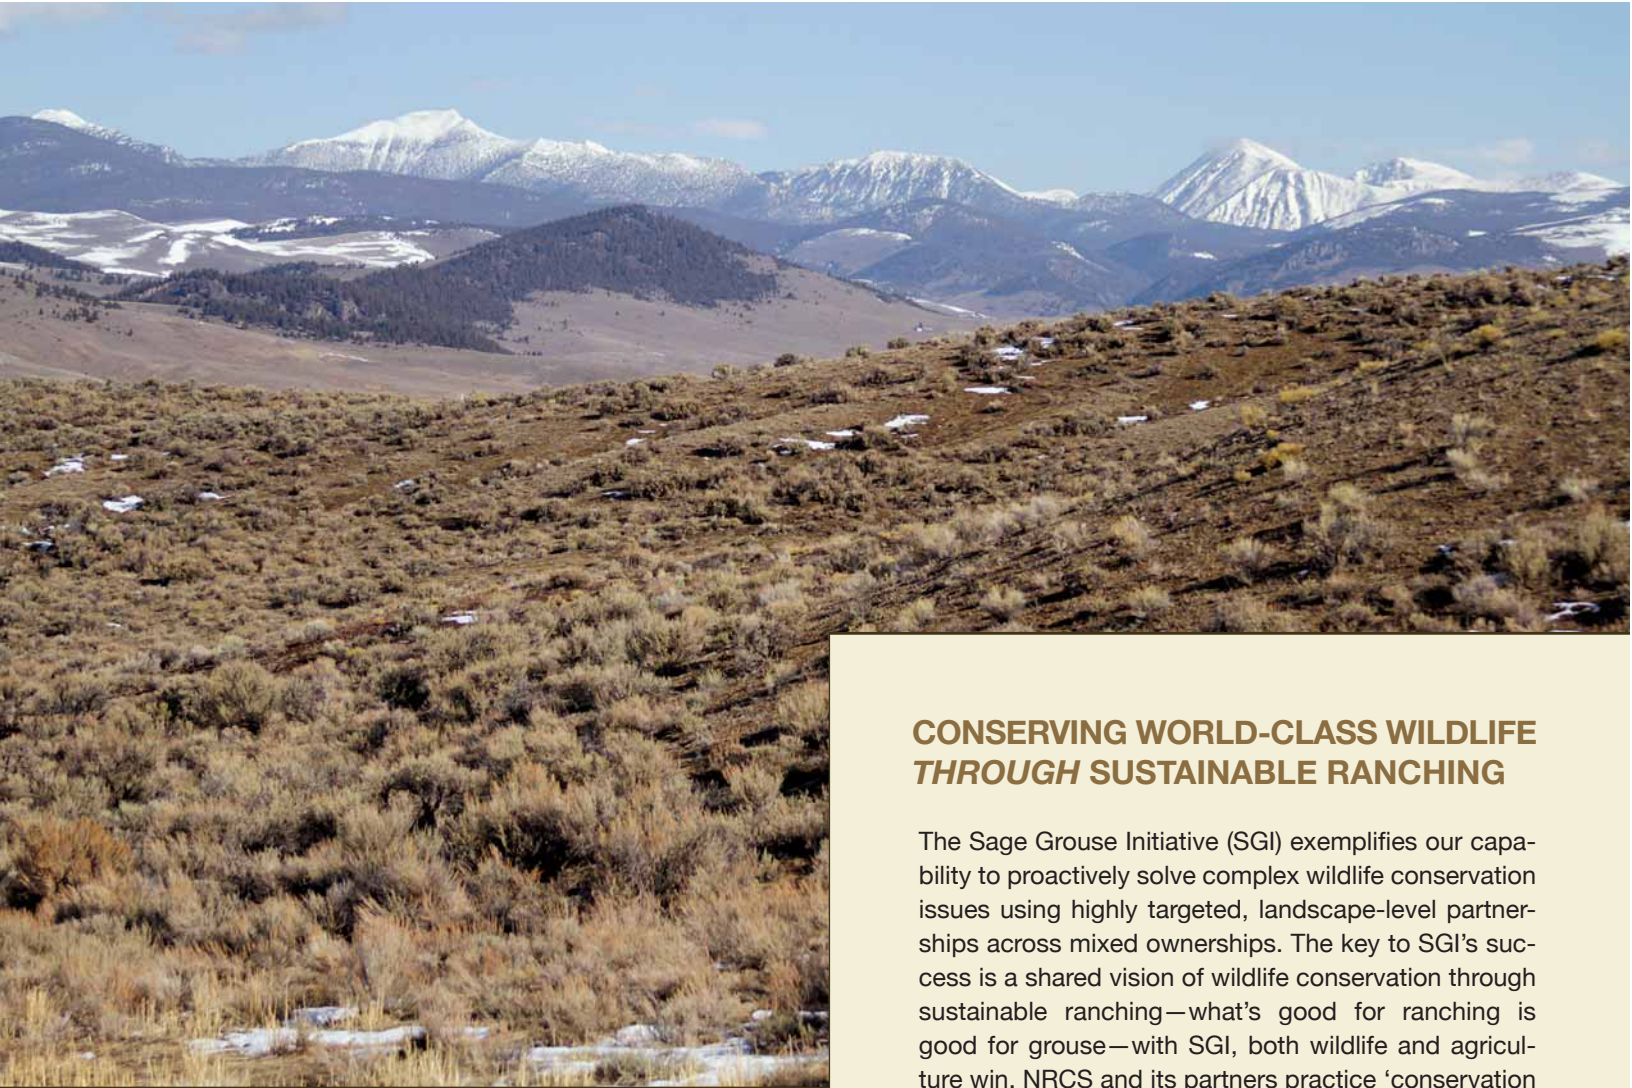 CONSERVING WORLD-CLASS WILDLIFE
THROUGH SUSTAINABLE RANCHING
The Sage Grouse Initiative (SGI) exemplifies our capa-
bility to proactively solve complex wildlife conservation
issues using highly targeted, landscape-level partner-
ships across mixed ownerships. The key to SGI’s suc-
cess is a shared vision of wildlife conservation through
sustainable ranching—what’s good for ranching is
good for grouse—with SGI, both wildlife and agricul-
ture win. NRCS and its partners practice ‘conservation